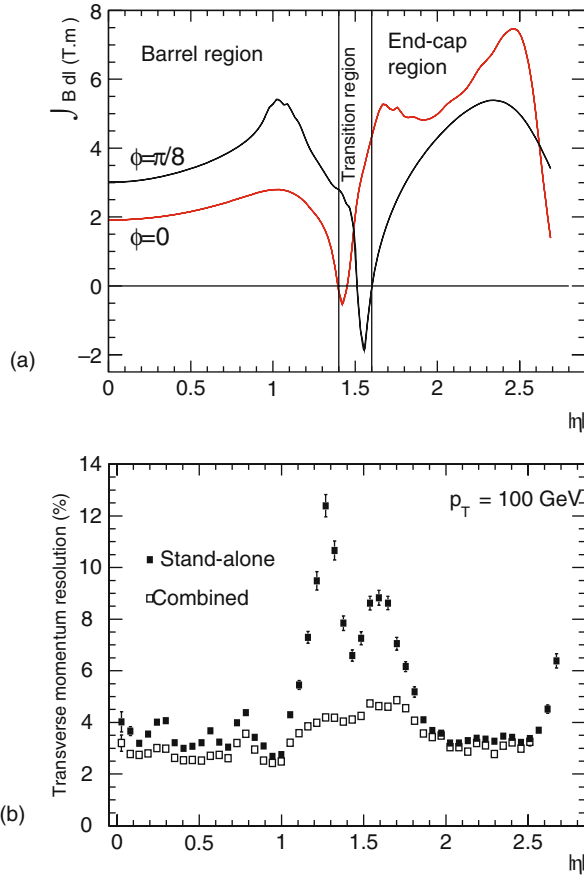 ∫ B dl (T.m)
8
6
4
2
0
−2
Barrel region
Transition region
End-cap
region
ϕ=π/8
ϕ=0
(a)
0
0.5
1
1.5
2
2.5
|η|
Transverse momentum resolution (%)
14
12
10
8
6
4
2
0
p_T = 100 GeV
Stand-alone
Combined
(b)
0
0.5
1
1.5
2
2.5
|η|